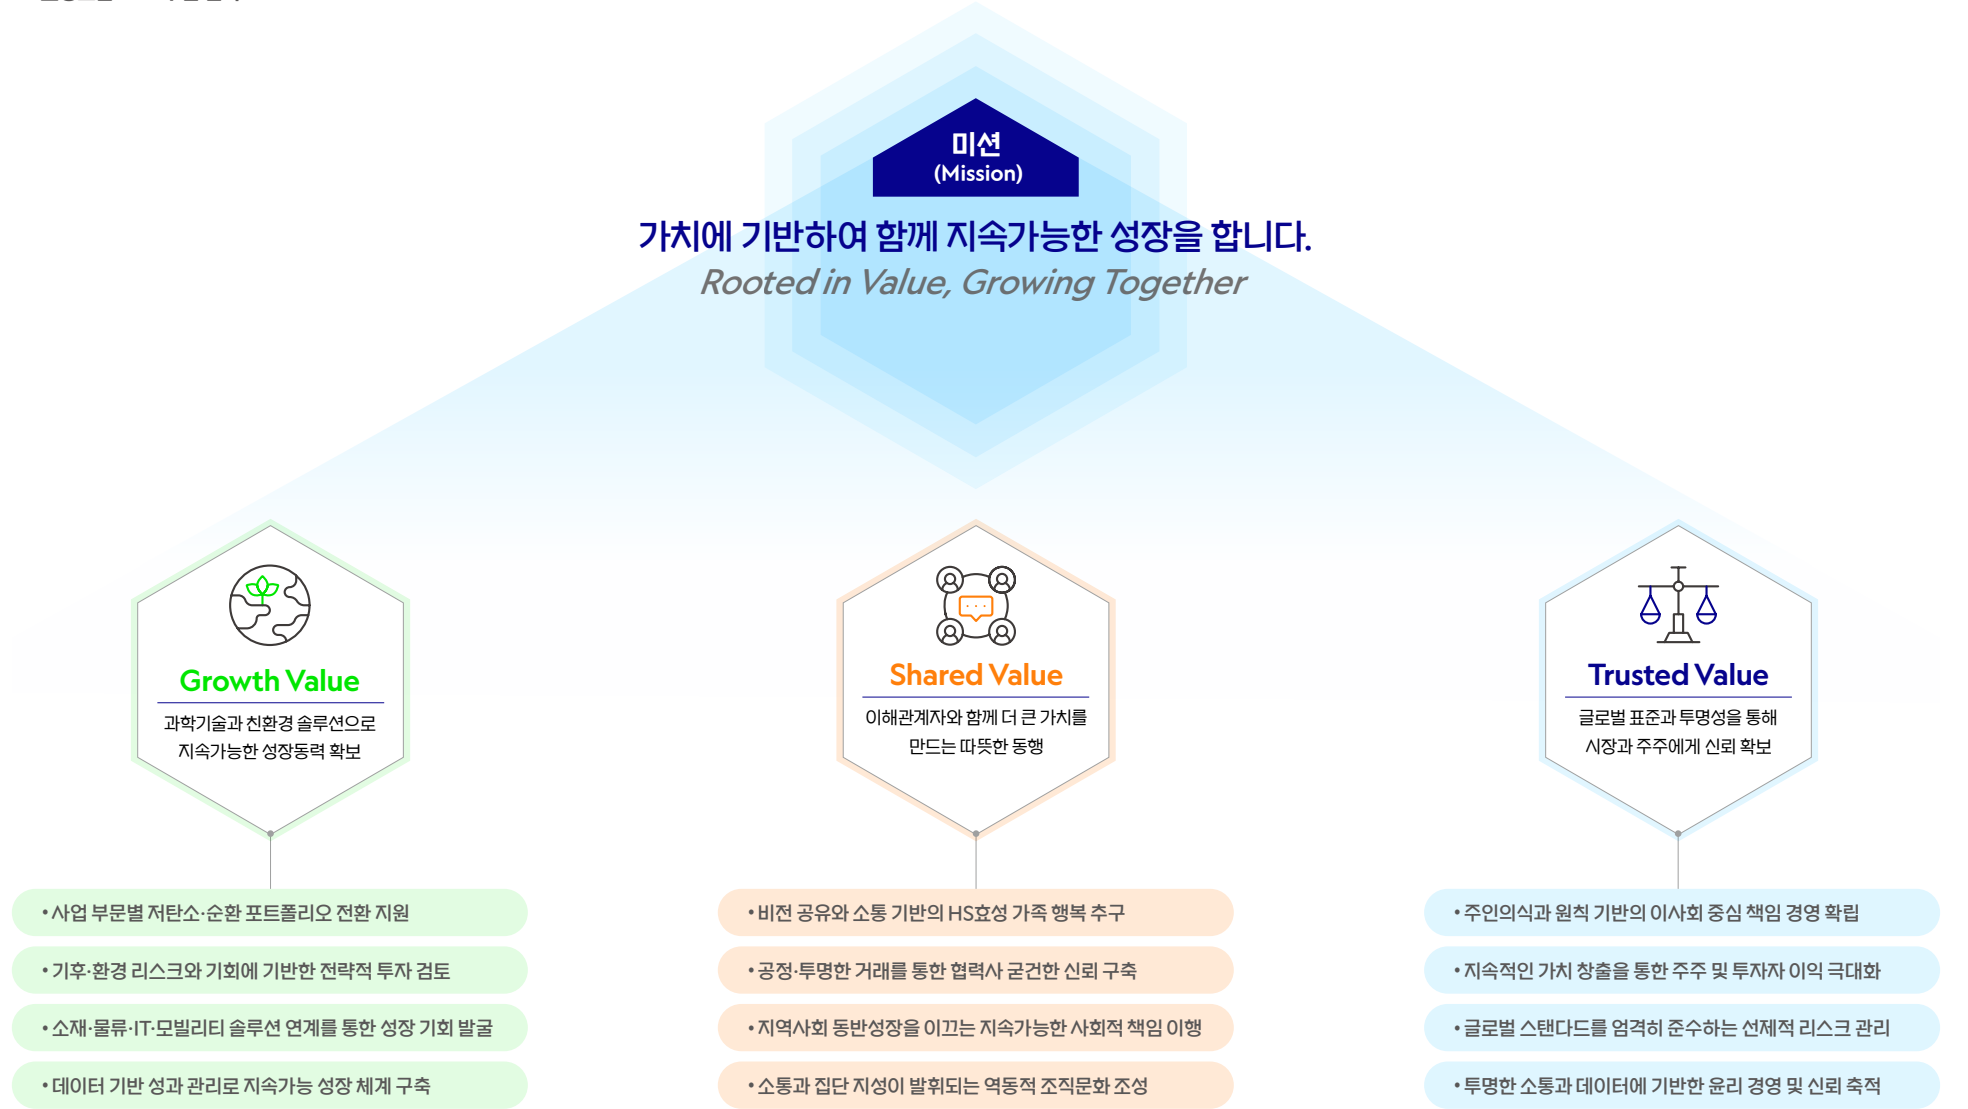 미션
(Mission)
가치에 기반하여 함께 지속가능한 성장을 합니다.
Rooted in Value, Growing Together
Growth Value
과학기술과 친환경 솔루션으로
지속가능한 성장동력 확보
• 사업 부문별 저탄소·순환 포트폴리오 전환 지원
• 기후·환경 리스크와 기회에 기반한 전략적 투자 검토
• 소재·물류·IT·모빌리티 솔루션 연계를 통한 성장 기회 발굴
• 데이터 기반 성과 관리로 지속가능 성장 체계 구축
Shared Value
이해관계자와 함께 더 큰 가치를
만드는 따뜻한 동행
• 비전 공유와 소통 기반의 HS효성 가족 행복 추구
• 공정·투명한 거래를 통한 협력사 굳건한 신뢰 구축
• 지역사회 동반성장을 이끄는 지속가능한 사회적 책임 이행
• 소통과 집단 지성이 발휘되는 역동적 조직문화 조성
Trusted Value
글로벌 표준과 투명성을 통해
시장과 주주에게 신뢰 확보
• 주인의식과 원칙 기반의 이사회 중심 책임 경영 확립
• 지속적인 가치 창출을 통한 주주 및 투자자 이익 극대화
• 글로벌 스탠다드를 엄격히 준수하는 선제적 리스크 관리
• 투명한 소통과 데이터에 기반한 윤리 경영 및 신뢰 축적